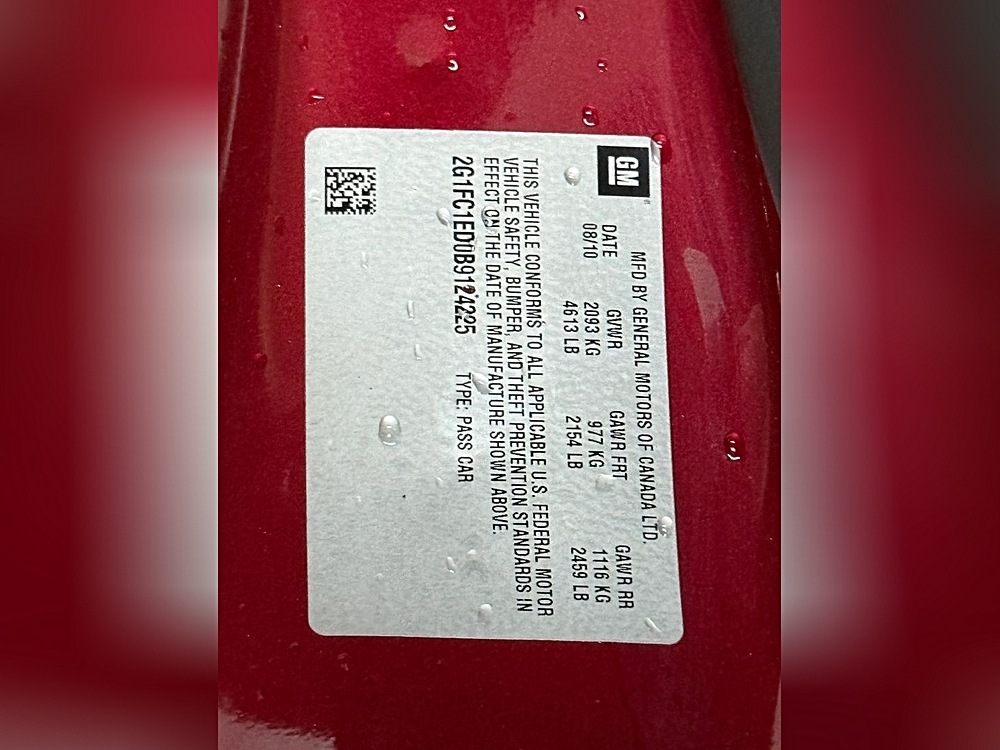 GM
MFD BY GENERAL MOTORS OF CANADA LTD.
DATE GVWR GAWR FRT GAWR RR
08/10 2093 KG 977 KG 1116 KG
4613 LB 2154 LB 2459 LB
THIS VEHICLE CONFORMS TO ALL APPLICABLE U.S. FEDERAL MOTOR
VEHICLE SAFETY, BUMPER, AND THEFT PREVENTION STANDARDS IN
EFFECT ON THE DATE OF MANUFACTURE SHOWN ABOVE.
2G1FC1ED0B9124225 TYPE: PASS CAR